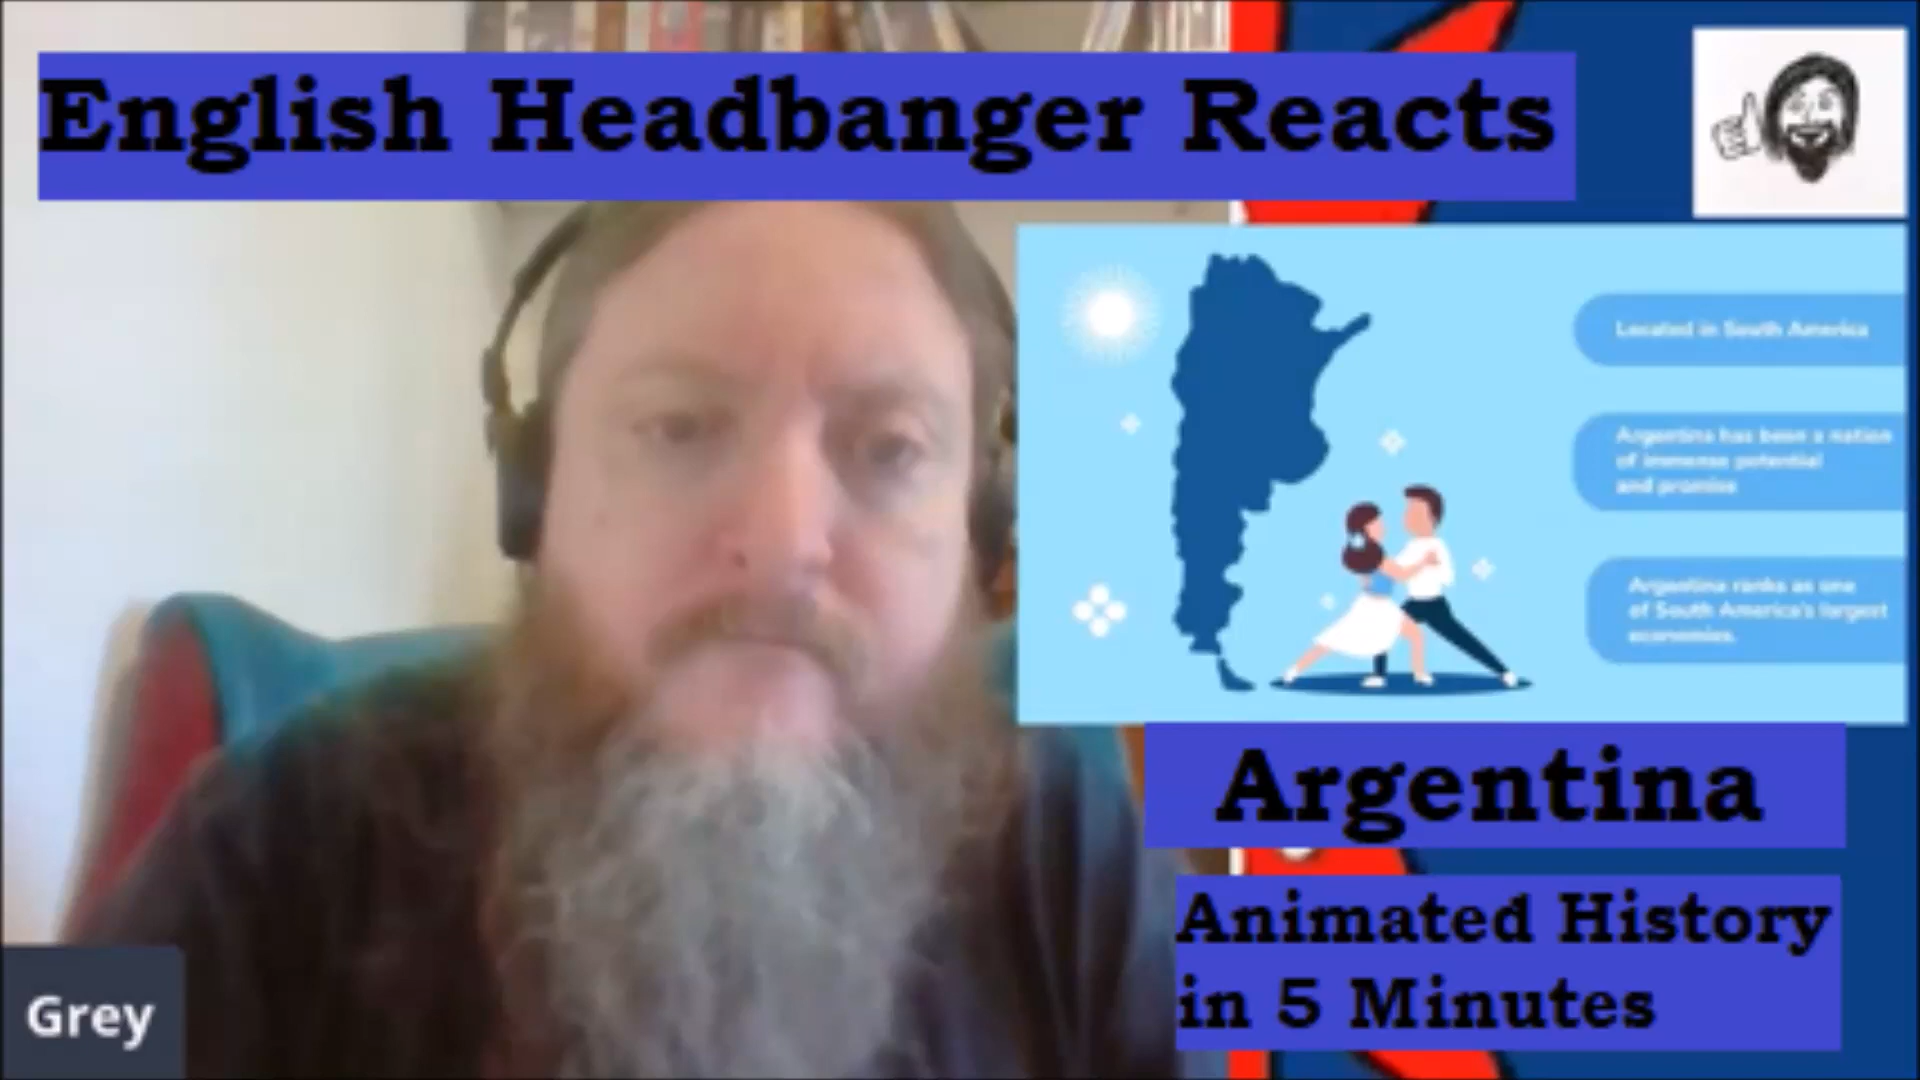 English Headbanger Reacts
Located in South America
Argentina has been a nation
of immense potential
and promise
Argentina ranks as one
of South America's largest
economies.
Argentina
Animated History
in 5 Minutes
Grey